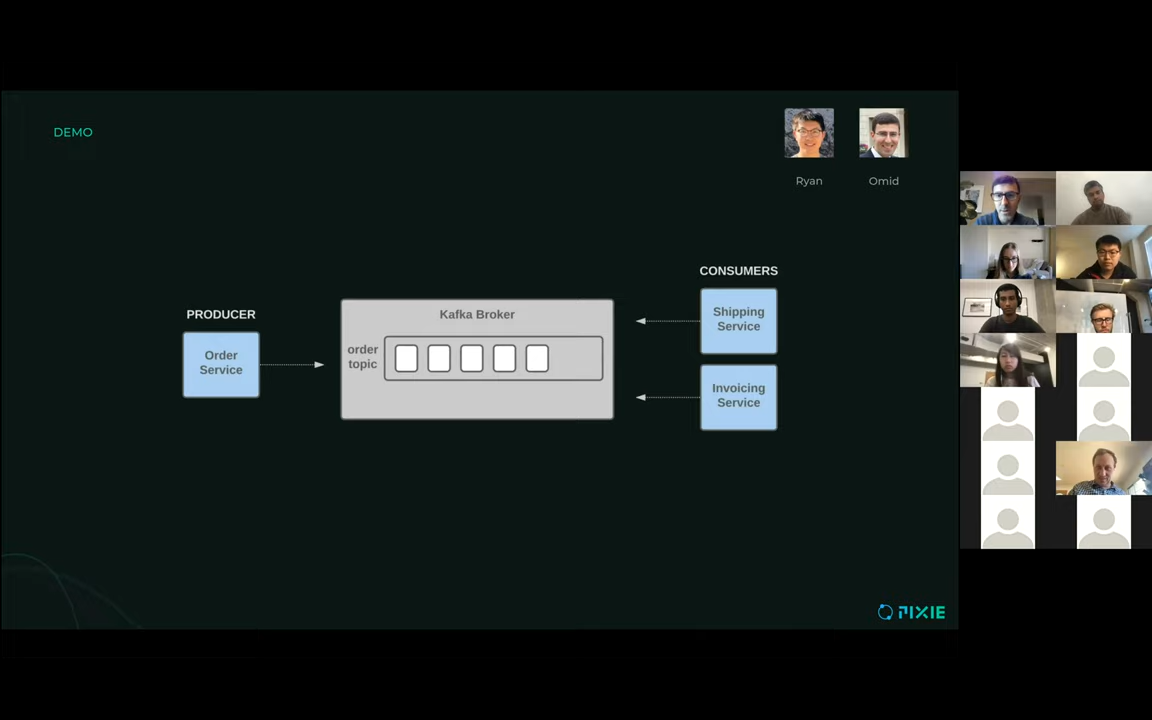 DEMO
Ryan
Omid
CONSUMERS
PRODUCER
Kafka Broker
Shipping
Service
order
topic
Order
Service
Invoicing
Service
PIXIE